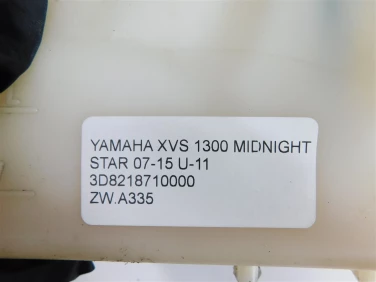 YAMAHA XVS 1300 MIDNIGHT
STAR 07-15 U-11
3D8218710000
ZW.A335